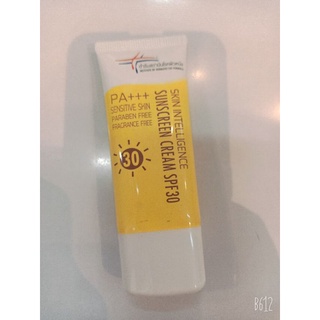 PA+++
SENSITIVE SKIN
PARABEN FREE
FRAGRANCE FREE
30
SKIN INTELLIGENCE
SUNSCREEN CREAM SPF30
B612